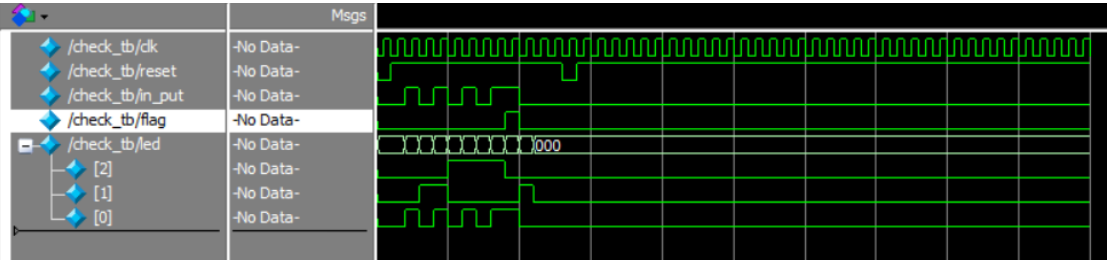 Msgs
/check_tb/clk -No Data-
/check_tb/reset -No Data-
/check_tb/in_put -No Data-
/check_tb/flag -No Data-
/check_tb/led -No Data- 000
[2] -No Data-
[1] -No Data-
[0] -No Data-